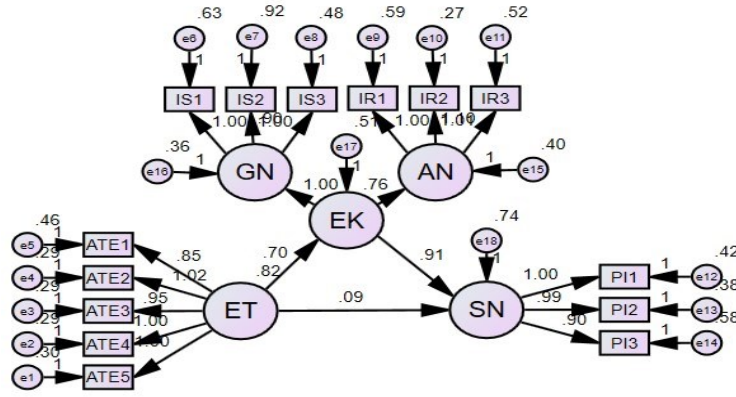 .63 .92 .48 .59 .27 .52
e6 e7 e8 e9 e10 e11
1 1 1 1 1 1
IS1 IS2 IS3 IR1 IR2 IR3
1.00 1.00 .51 1.00
.36 e17 .40
e16 1 GN 1 AN 1 e15
1.00 .76
EK
.74
.46 e18
e5 1 ATE1 1 .42
.29 .85 .70 .91 1.00 PI1 1 e12
e4 1 ATE2 1.02 .82 .38
.29 .99 PI2 1 e13
e3 1 ATE3 .95 ET .09 SN .58
.29 1.00 .90 PI3 1 e14
e2 1 ATE4
.30
e1 1 ATE5